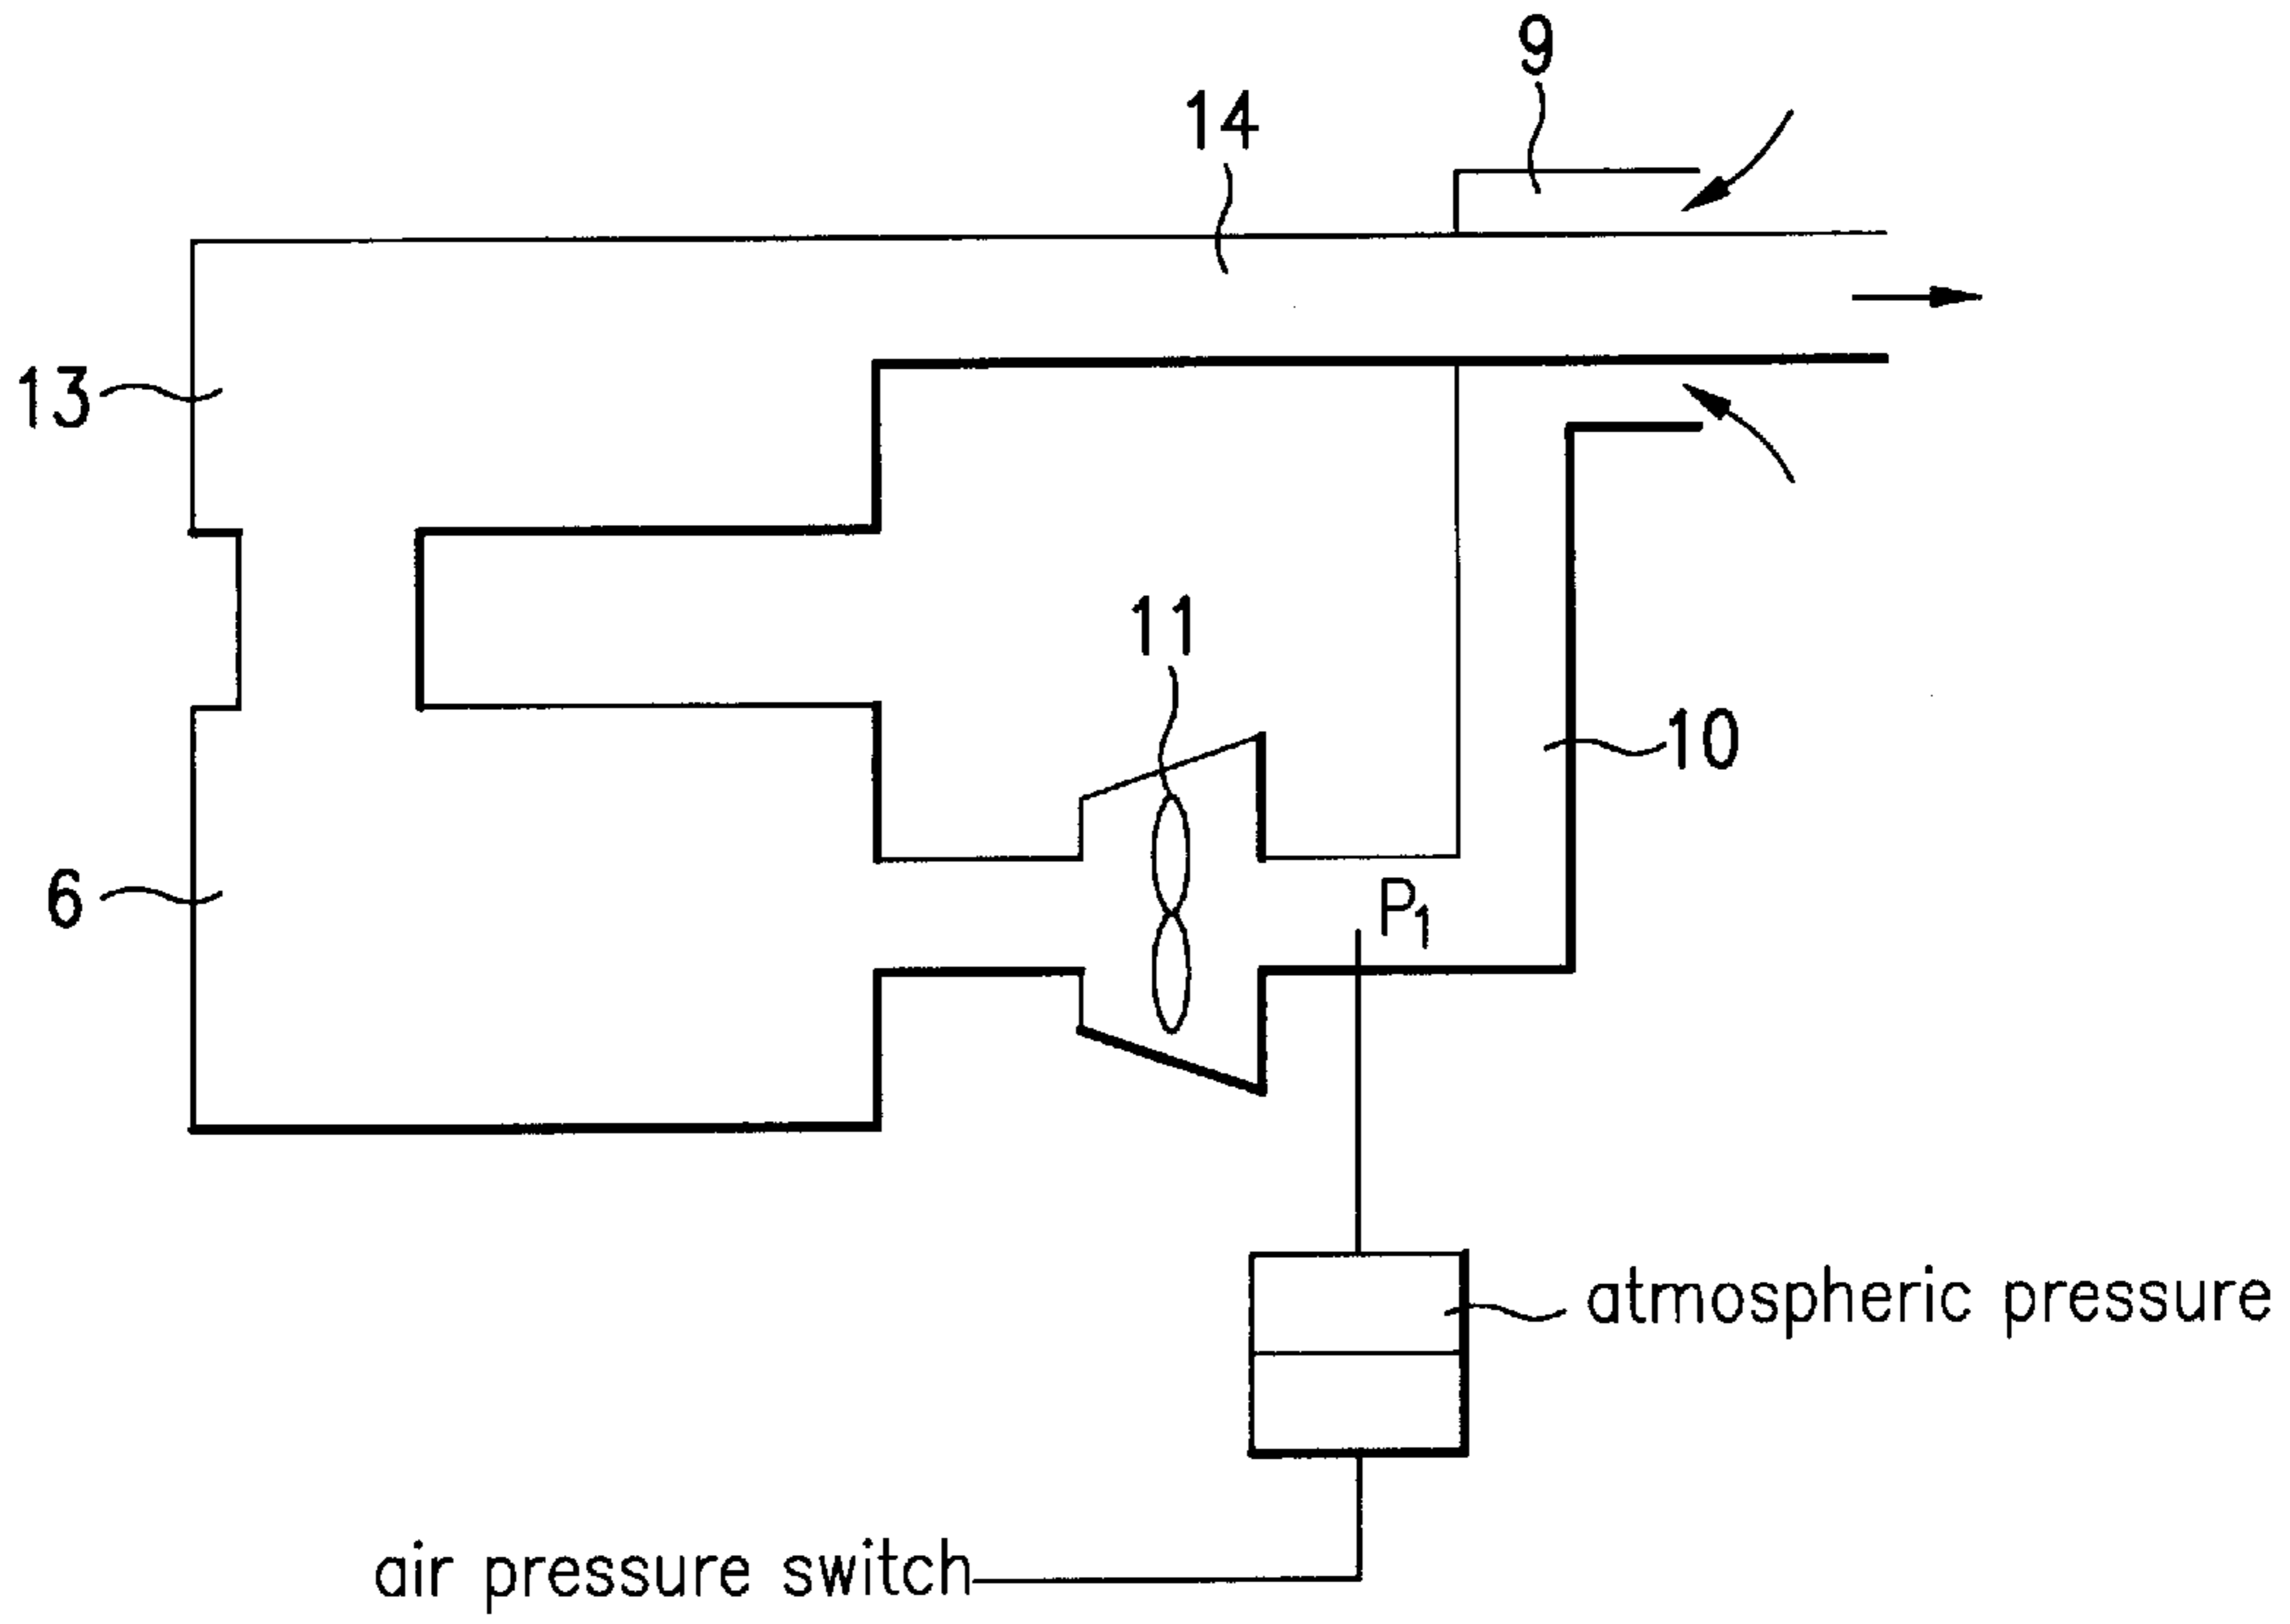 9
14
13
11
10
6
P1
atmospheric pressure
air pressure switch